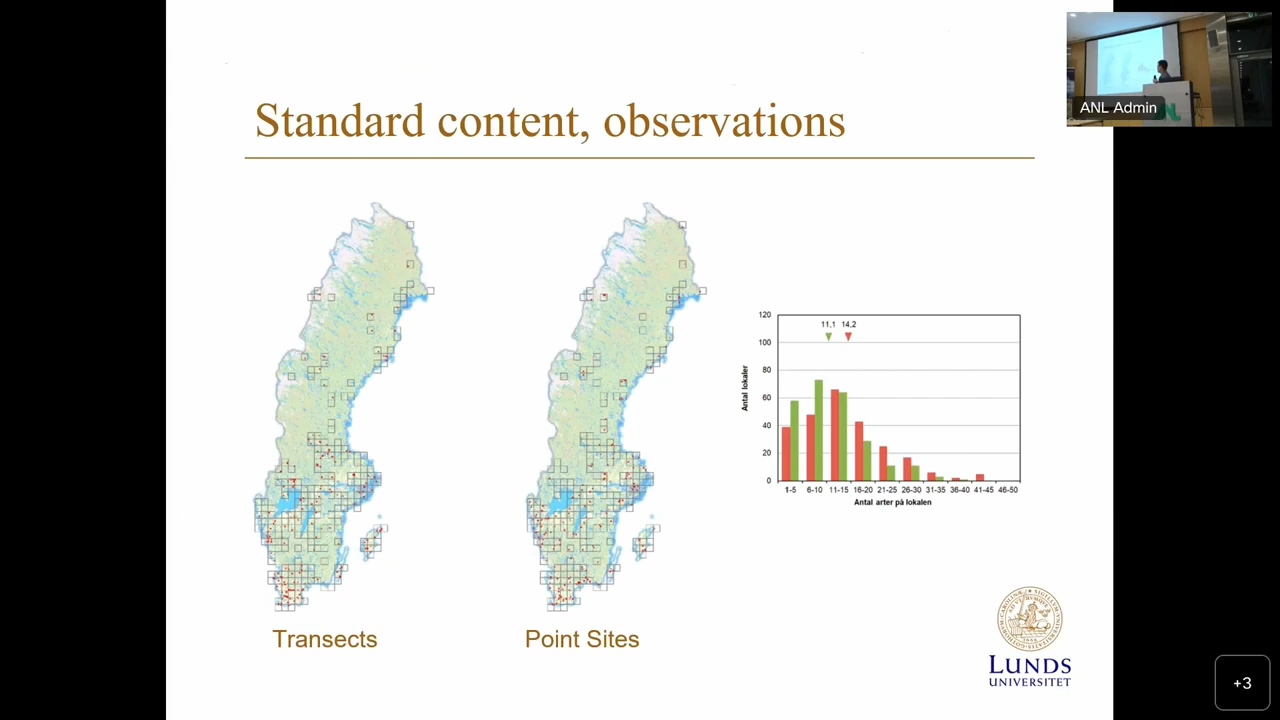 ANL Admin
Standard content, observations
120
100
80
60
40
20
0
11,1 14,2
Antal lokaler
1-5 6-10 11-15 16-20 21-25 26-30 31-35 36-40 41-45 46-50
Antal arter på lokalen
Transects
Point Sites
LUNDS
UNIVERSITET
+3